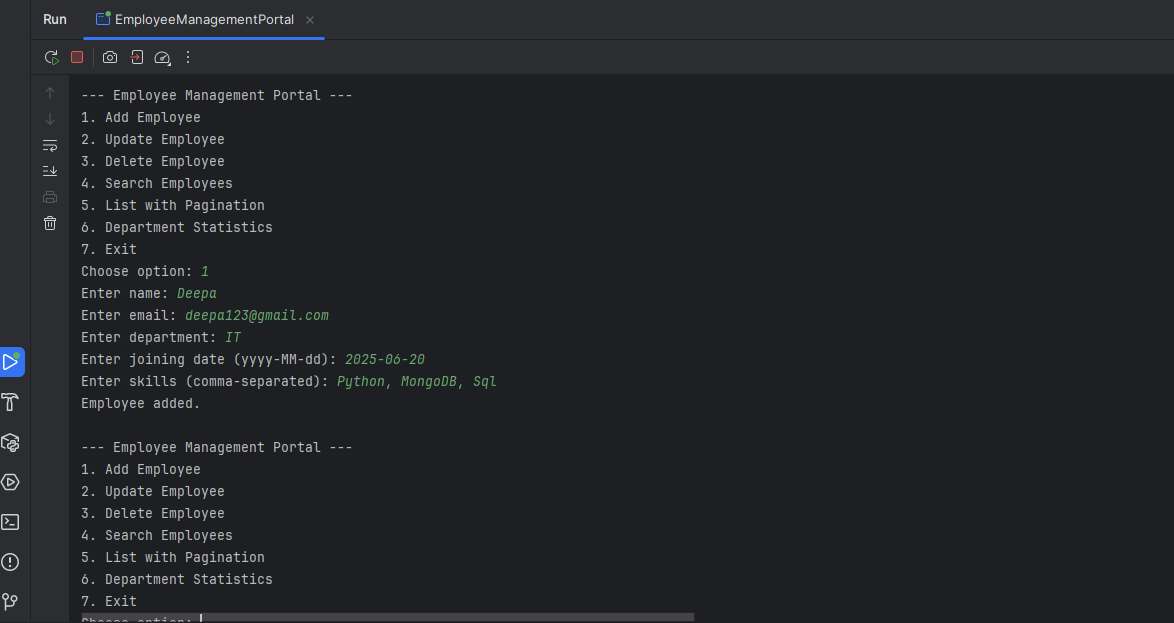 Run EmployeeManagementPortal
--- Employee Management Portal ---
1. Add Employee
2. Update Employee
3. Delete Employee
4. Search Employees
5. List with Pagination
6. Department Statistics
7. Exit
Choose option: 1
Enter name: Deepa
Enter email: deepa123@gmail.com
Enter department: IT
Enter joining date (yyyy-MM-dd): 2025-06-20
Enter skills (comma-separated): Python, MongoDB, Sql
Employee added.
--- Employee Management Portal ---
1. Add Employee
2. Update Employee
3. Delete Employee
4. Search Employees
5. List with Pagination
6. Department Statistics
7. Exit
Choose option: